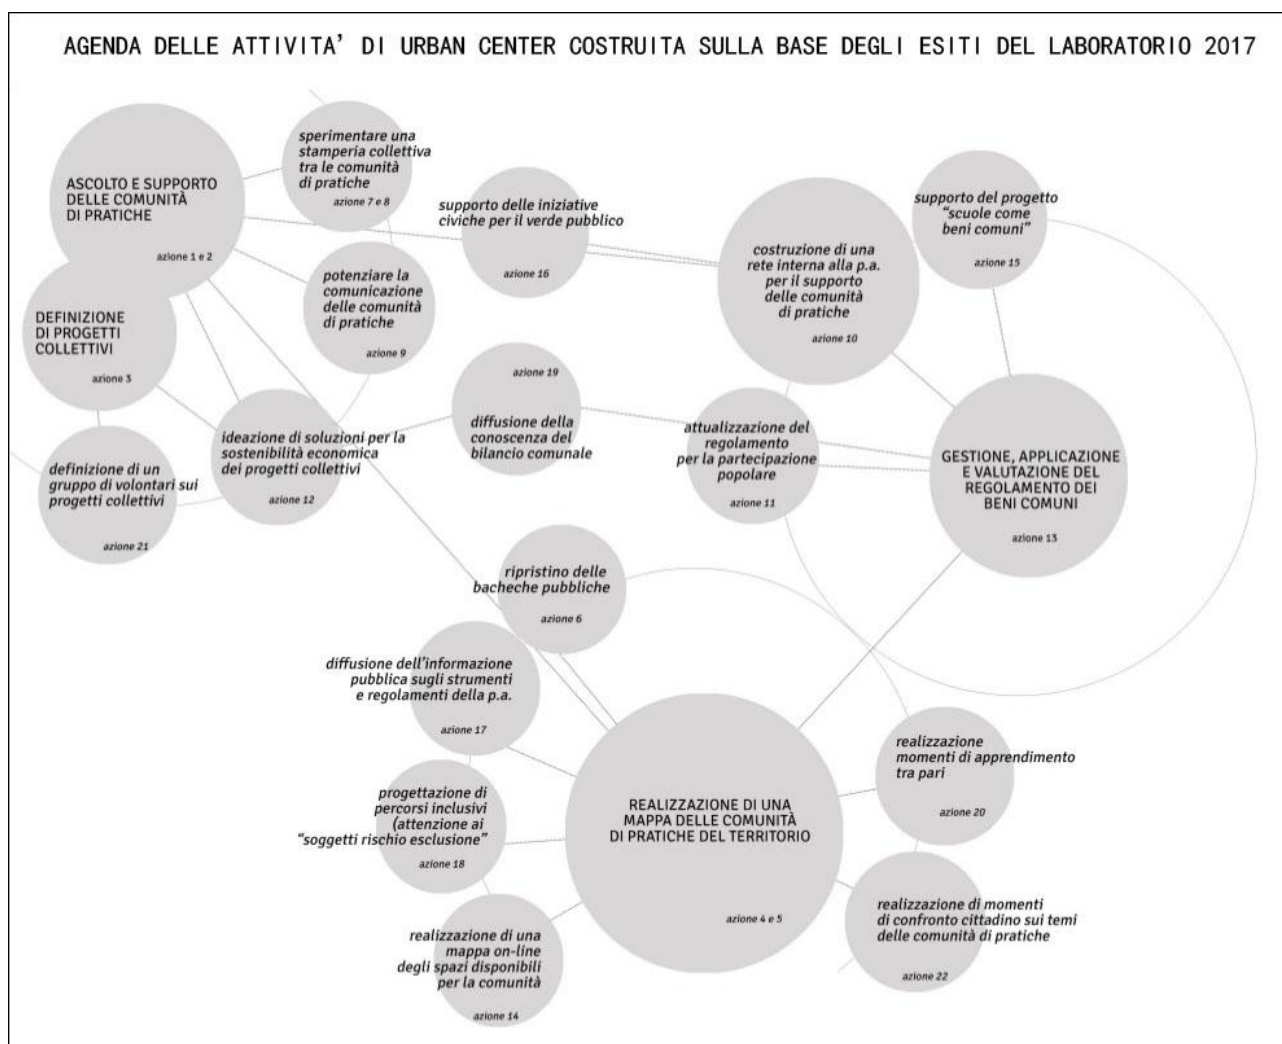 AGENDA DELLE ATTIVITA' DI URBAN CENTER COSTRUITA SULLA BASE DEGLI ESITI DEL LABORATORIO 2017
ASCOLTO E SUPPORTO
DELLE COMUNITÀ
DI PRATICHE
azione 1 e 2
sperimentare una
stamperia collettiva
tra le comunità
di pratiche
azione 7 e 8
supporto delle iniziative
civiche per il verde pubblico
azione 16
costruzione di una
rete interna alla p.a.
per il supporto
delle comunità
di pratiche
azione 10
supporto del progetto
"scuole come
beni comuni"
azione 15
DEFINIZIONE
DI PROGETTI
COLLETTIVI
azione 3
potenziare la
comunicazione
delle comunità
di pratiche
azione 9
azione 19
diffusione della
conoscenza del
bilancio comunale
attualizzazione del
regolamento
per la partecipazione
popolare
azione 11
GESTIONE, APPLICAZIONE
E VALUTAZIONE DEL
REGOLAMENTO DEI
BENI COMUNI
azione 13
definizione di un
gruppo di volontari sui
progetti collettivi
azione 21
ideazione di soluzioni per la
sostenibilità economica
dei progetti collettivi
azione 12
ripristino delle
bacheche pubbliche
azione 6
diffusione dell'informazione
pubblica sugli strumenti
e regolamenti della p.a.
azione 17
progettazione di
percorsi inclusivi
(attenzione ai
"soggetti rischio esclusione"
azione 18
realizzazione di una
mappa on-line
degli spazi disponibili
per la comunità
azione 14
REALIZZAZIONE DI UNA
MAPPA DELLE COMUNITÀ
DI PRATICHE DEL TERRITORIO
azione 4 e 5
realizzazione
momenti di apprendimento
tra pari
azione 20
realizzazione di momenti
di confronto cittadino sui temi
delle comunità di pratiche
azione 22